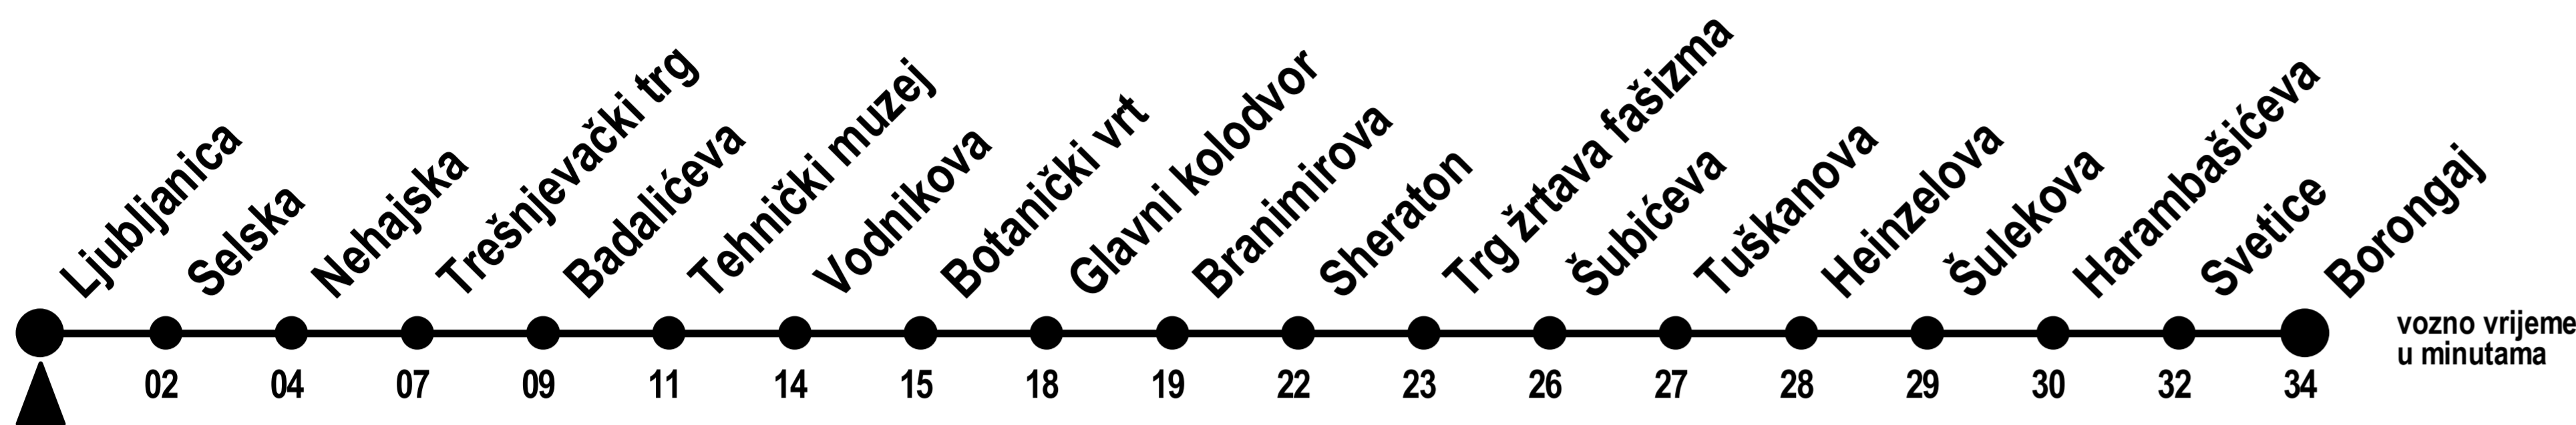 Ljubljanica
Selska
Nehajska
Trešnjevački trg
Badalićeva
Tehnički muzej
Vodnikova
Botanički vrt
Glavni kolodvor
Branimirova
Sheraton
Trg žrtava fašizma
Šubićeva
Tuškanova
Heinzelova
Šulekova
Harambašićeva
Svetice
Borongaj
02 04 07 09 11 14 15 18 19 22 23 26 27 28 29 30 32 34
vozno vrijeme
u minutama